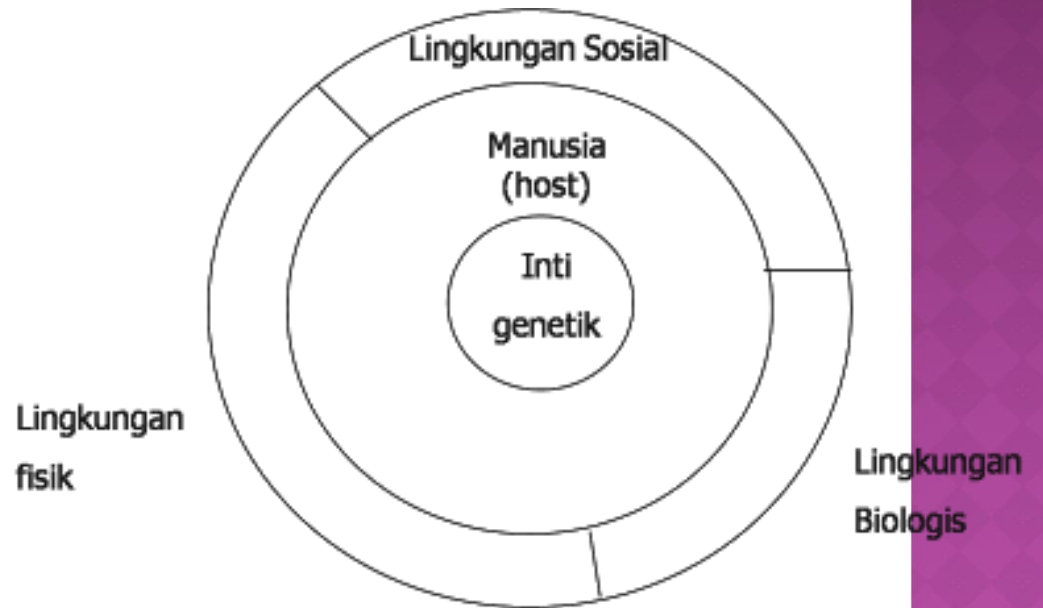 Lingkungan Sosial
Manusia
(host)
Inti
genetik
Lingkungan
fisik
Lingkungan
Biologis